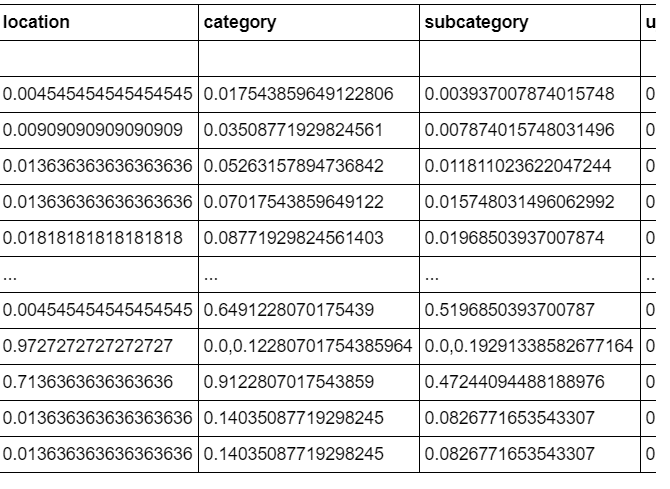 location category subcategory u
0.004545454545454545 0.017543859649122806 0.003937007874015748 0
0.00909090909090909 0.03508771929824561 0.007874015748031496 0
0.013636363636363636 0.05263157894736842 0.011811023622047244 0
0.013636363636363636 0.07017543859649122 0.015748031496062992 0
0.01818181818181818 0.08771929824561403 0.01968503937007874 0
... ... ... ..
0.004545454545454545 0.6491228070175439 0.5196850393700787 0
0.9727272727272727 0.0,0.12280701754385964 0.0,0.19291338582677164 0
0.7136363636363636 0.9122807017543859 0.47244094488188976 0
0.013636363636363636 0.14035087719298245 0.0826771653543307 0
0.013636363636363636 0.14035087719298245 0.0826771653543307 0